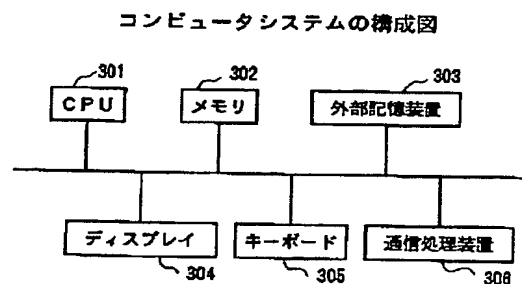 コンピュータシステムの構成図
301 302 303
CPU メモリ 外部記憶装置
ディスプレイ キーボード 通信処理装置
304 305 306